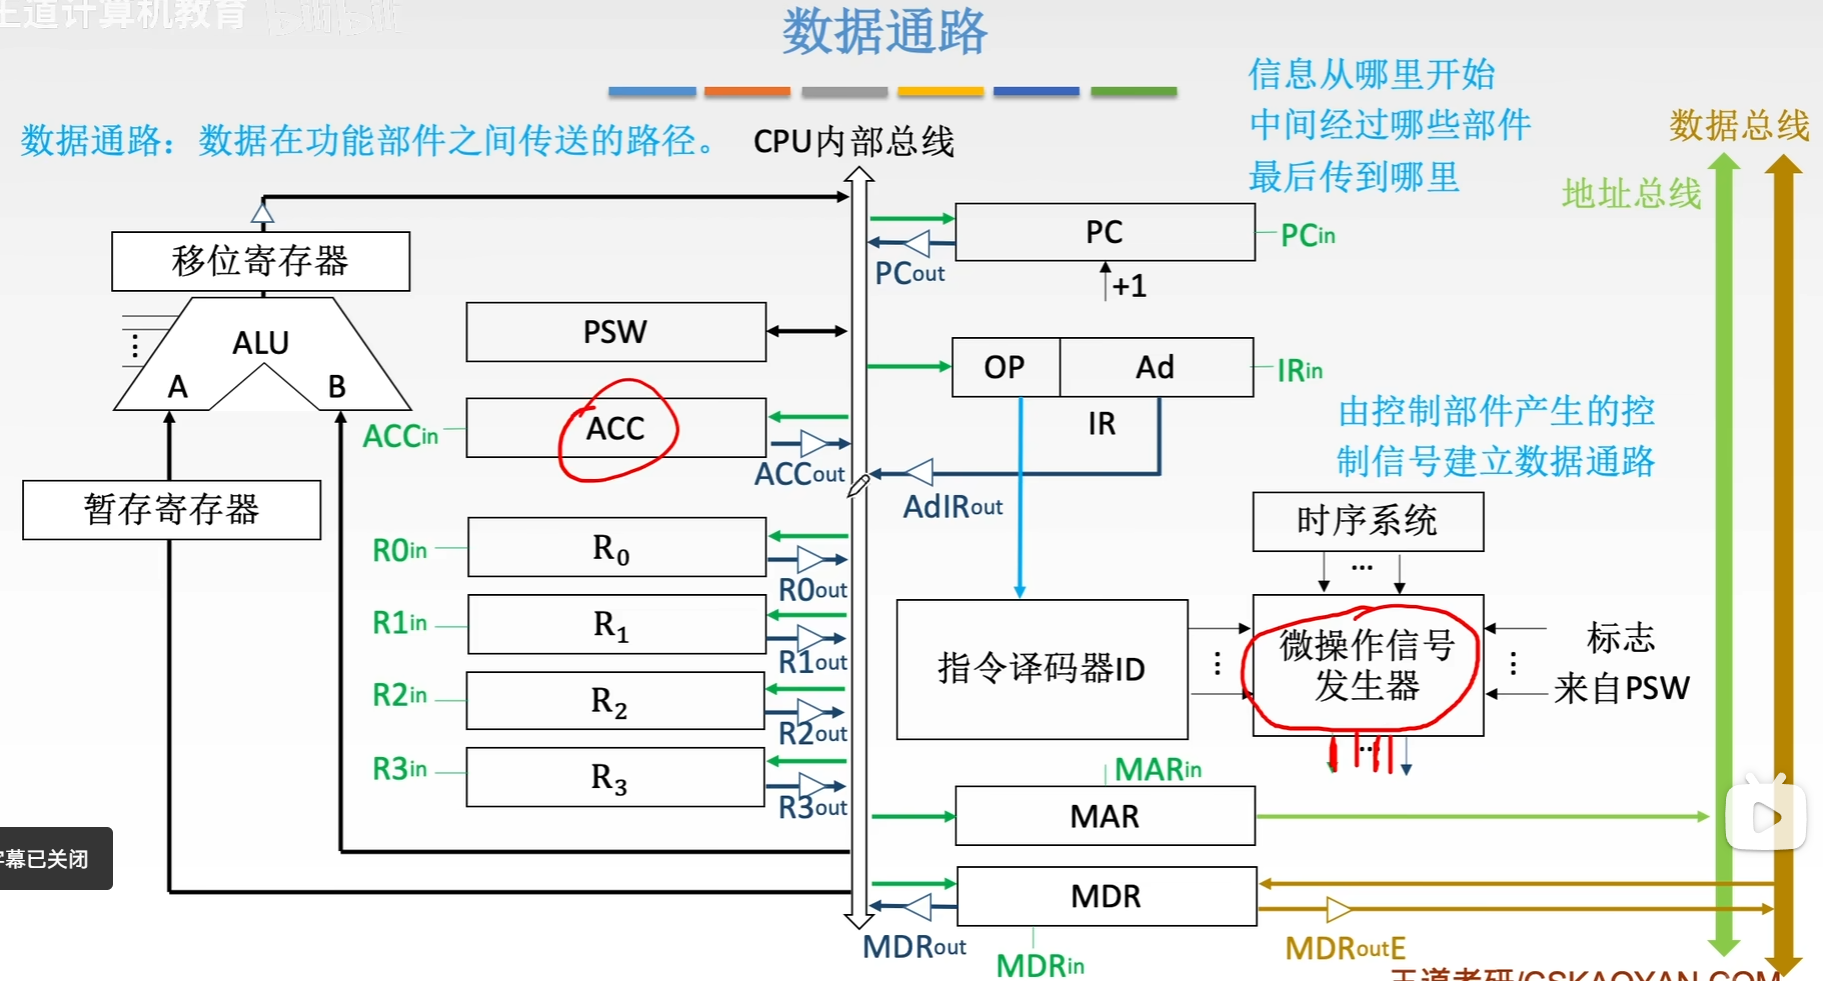 王道计算机教育 bilibili
数据通路
信息从哪里开始
中间经过哪些部件
最后传到哪里
数据总线
地址总线
数据通路：数据在功能部件之间传送的路径。
CPU内部总线
移位寄存器
ALU
A
B
暂存寄存器
PSW
ACC
ACCin
ACCout
R0
R0in
R0out
R1
R1in
R1out
R2
R2in
R2out
R3
R3in
R3out
PC
PCin
PCout
+1
OP
Ad
IRin
IR
AdIRout
由控制部件产生的控
制信号建立数据通路
时序系统
...
指令译码器ID
微操作信号
发生器
标志
来自PSW
...
MARin
MAR
MDR
MDRout
MDRin
MDRoutE
字幕已关闭
王道考研/CSKAOYAN.COM